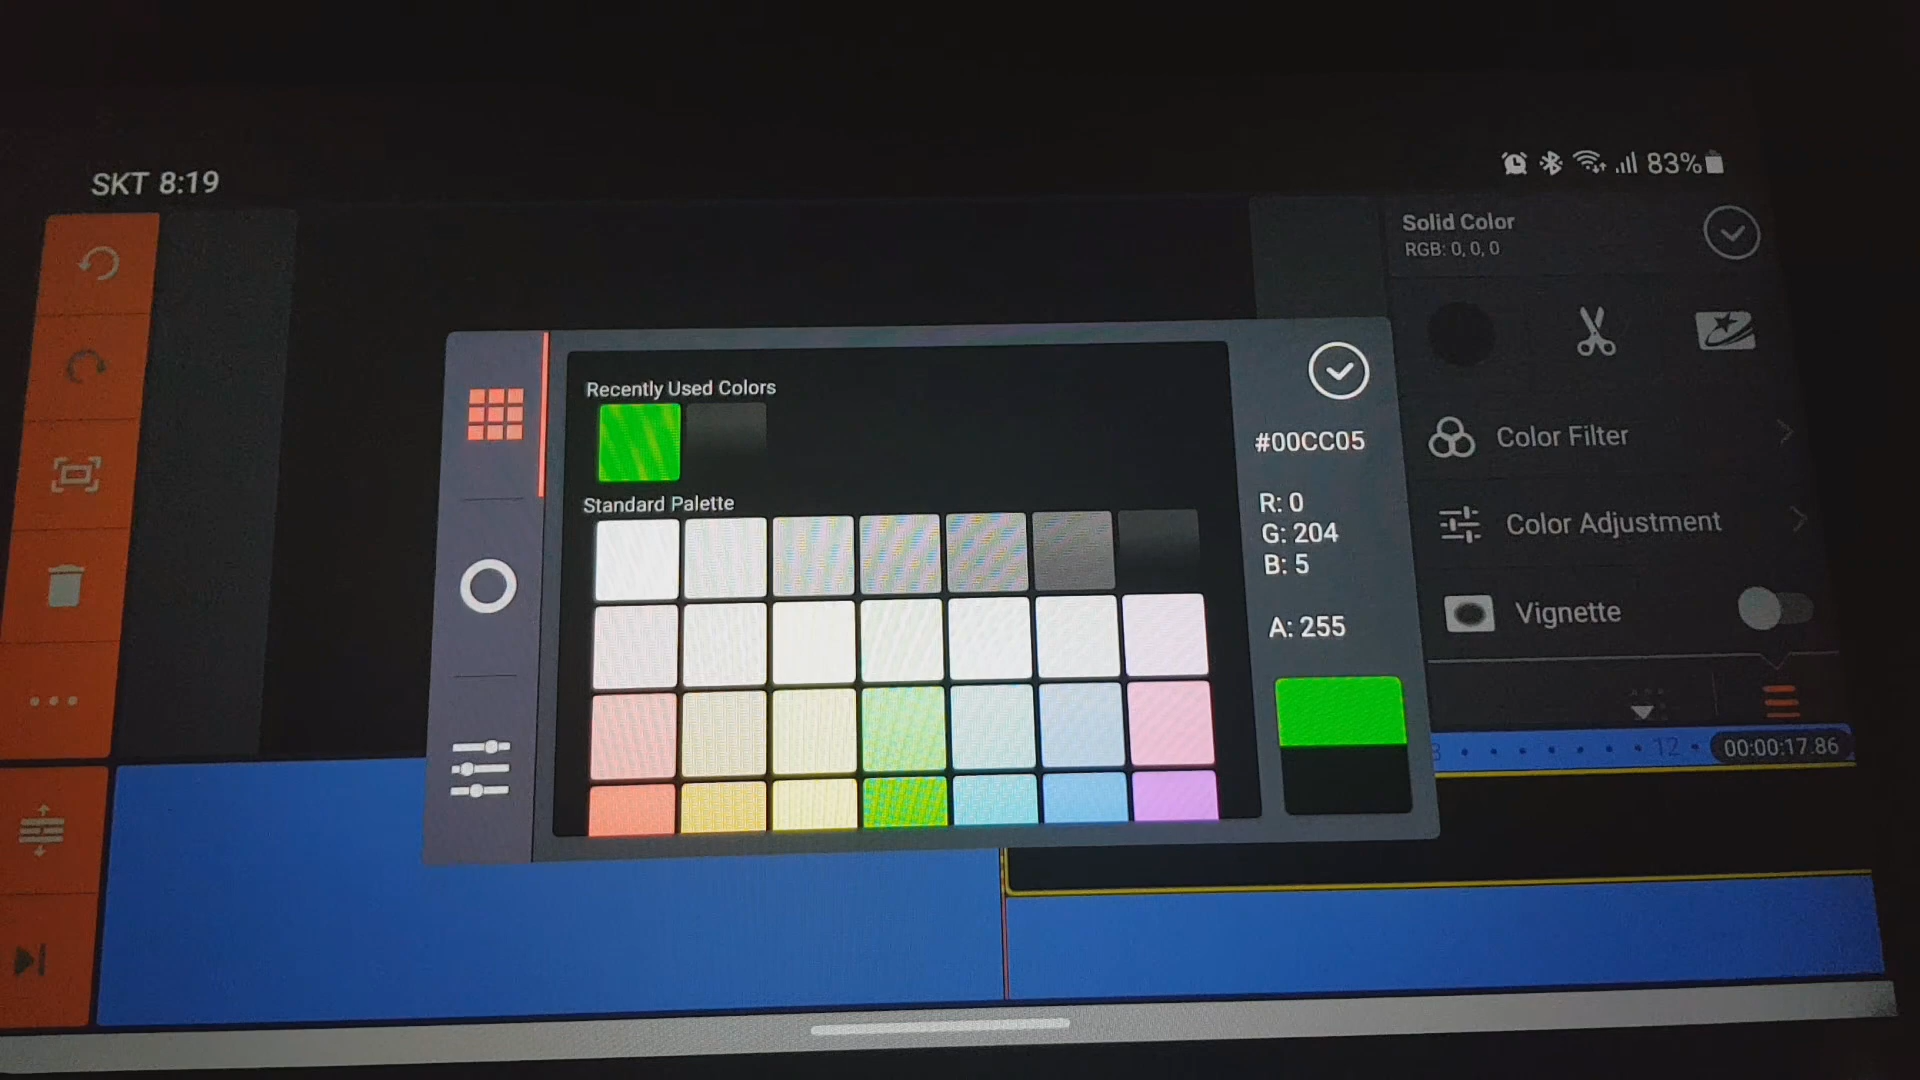 SKT 8:19
83%
Solid Color
RGB: 0, 0, 0
Recently Used Colors
#00CC05
Color Filter
Standard Palette
R: 0
G: 204
B: 5
Color Adjustment
A: 255
Vignette
12
00:00:17.86